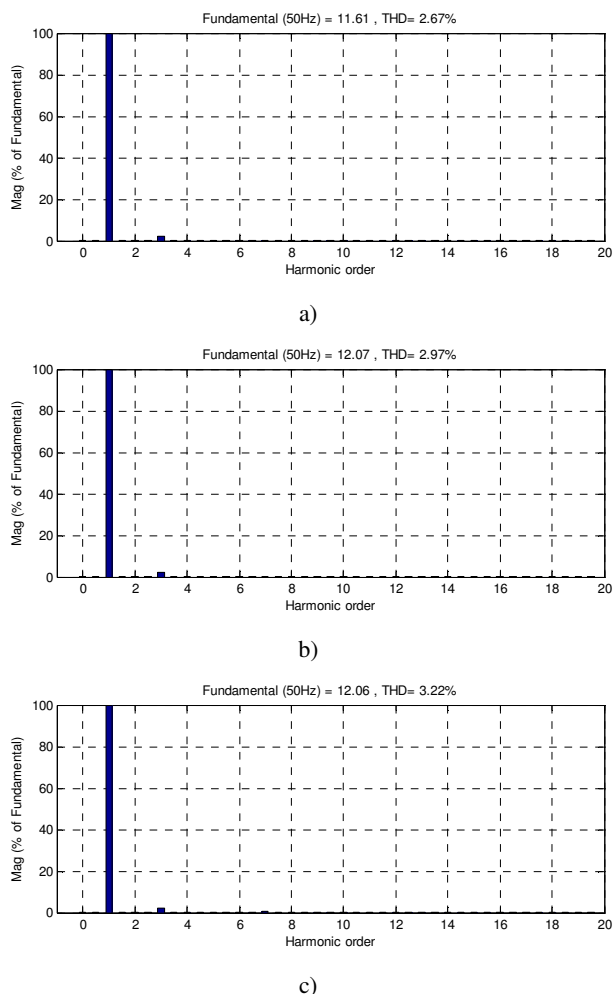 Fundamental (50Hz) = 11.61 , THD= 2.67%
100
80
60
40
20
0
Mag (% of Fundamental)
0 2 4 6 8 10 12 14 16 18 20
Harmonic order
a)
Fundamental (50Hz) = 12.07 , THD= 2.97%
100
80
60
40
20
0
Mag (% of Fundamental)
0 2 4 6 8 10 12 14 16 18 20
Harmonic order
b)
Fundamental (50Hz) = 12.06 , THD= 3.22%
100
80
60
40
20
0
Mag (% of Fundamental)
0 2 4 6 8 10 12 14 16 18 20
Harmonic order
c)